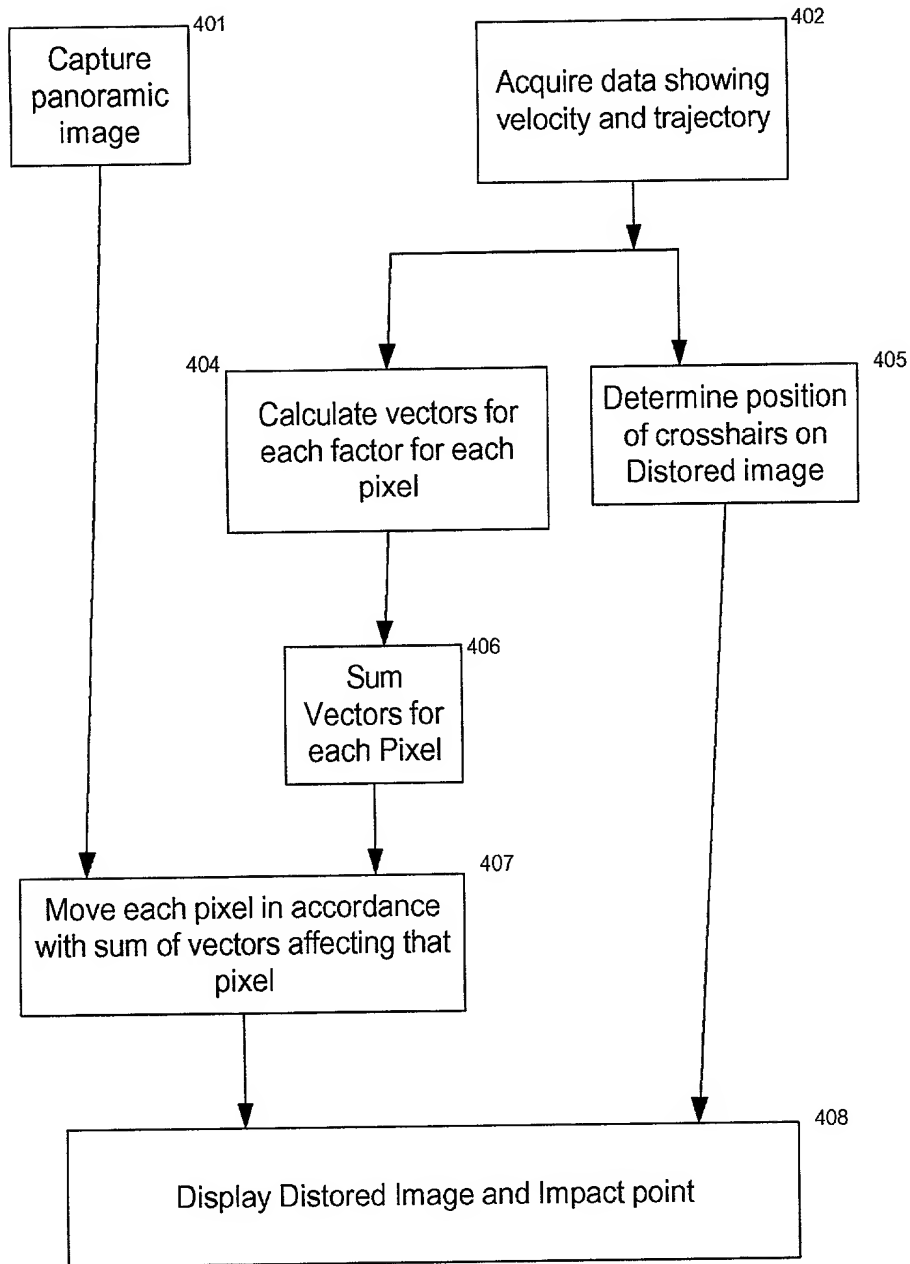 401
Capture
panoramic
image
402
Acquire data showing
velocity and trajectory
404
Calculate vectors for
each factor for each
pixel
405
Determine position
of crosshairs on
Distored image
406
Sum
Vectors for
each Pixel
407
Move each pixel in accordance
with sum of vectors affecting that
pixel
408
Display Distored Image and Impact point